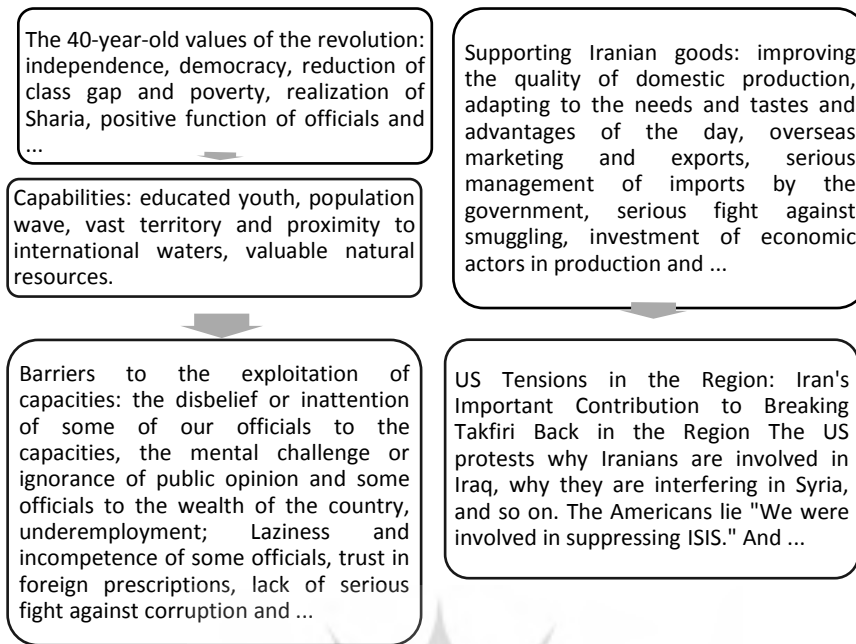 The 40-year-old values of the revolution:
independence, democracy, reduction of
class gap and poverty, realization of
Sharia, positive function of officials and
...
Capabilities: educated youth, population
wave, vast territory and proximity to
international waters, valuable natural
resources.
Barriers to the exploitation of
capacities: the disbelief or inattention
of some of our officials to the
capacities, the mental challenge or
ignorance of public opinion and some
officials to the wealth of the country,
underemployment; Laziness and
incompetence of some officials, trust in
foreign prescriptions, lack of serious
fight against corruption and ...
Supporting Iranian goods: improving
the quality of domestic production,
adapting to the needs and tastes and
advantages of the day, overseas
marketing and exports, serious
management of imports by the
government, serious fight against
smuggling, investment of economic
actors in production and ...
US Tensions in the Region: Iran's
Important Contribution to Breaking
Takfiri Back in the Region The US
protests why Iranians are involved in
Iraq, why they are interfering in Syria,
and so on. The Americans lie "We were
involved in suppressing ISIS." And ...